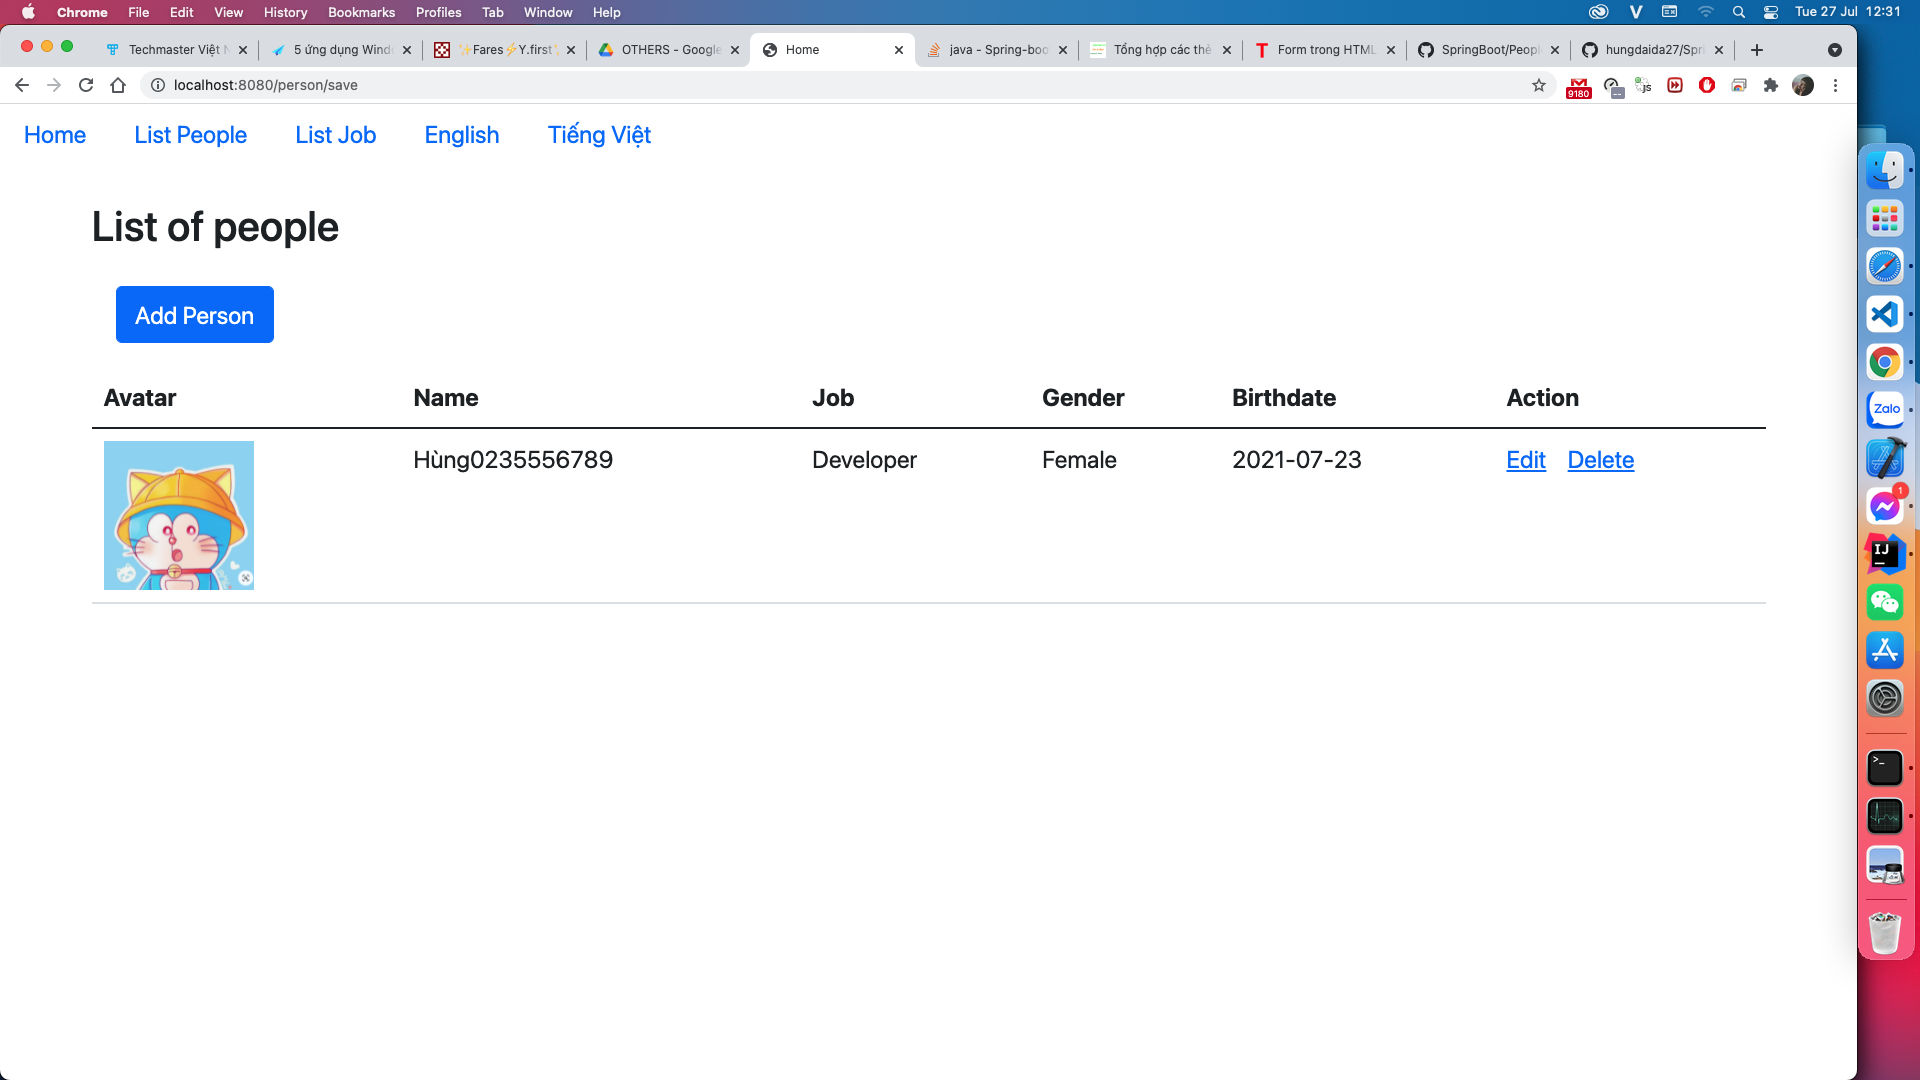 Chrome File Edit View History Bookmarks Profiles Tab Window Help Tue 27 Jul 12:31
Techmaster Việt N 5 ứng dụng Wind ✨Fares⚡Y.first OTHERS - Google Home java - Spring-boo Tổng hợp các thẻ Form trong HTML SpringBoot/Peopl hungdaida27/Spri
localhost:8080/person/save 9180 JS
Home List People List Job English Tiếng Việt
List of people
Add Person
Avatar Name Job Gender Birthdate Action
Hùng0235556789 Developer Female 2021-07-23 Edit Delete
Zalo
1
IJ
>_